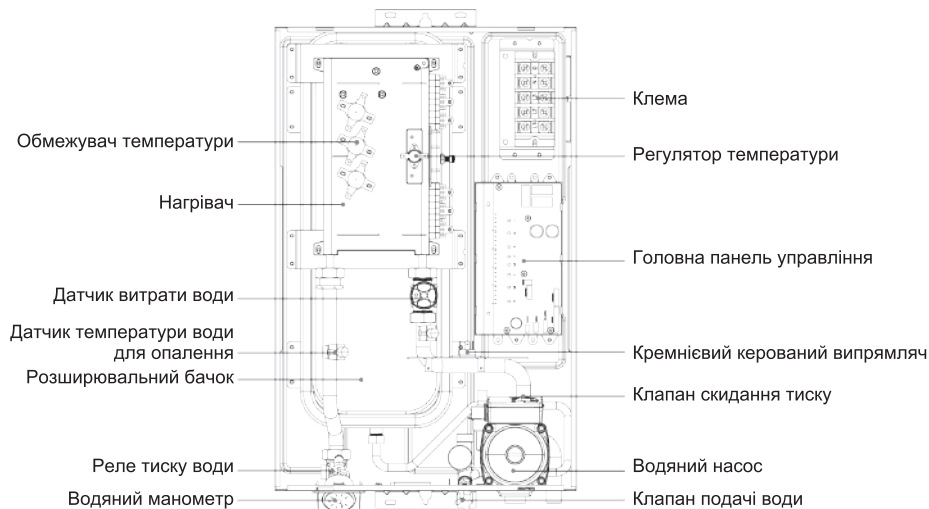 Обмежувач температури
Нагрівач
Датчик витрати води
Датчик температури води
для опалення
Розширювальний бачок
Реле тиску води
Водяний манометр
Клема
Регулятор температури
Головна панель управління
Кремнієвий керований випрямляч
Клапан скидання тиску
Водяний насос
Клапан подачі води